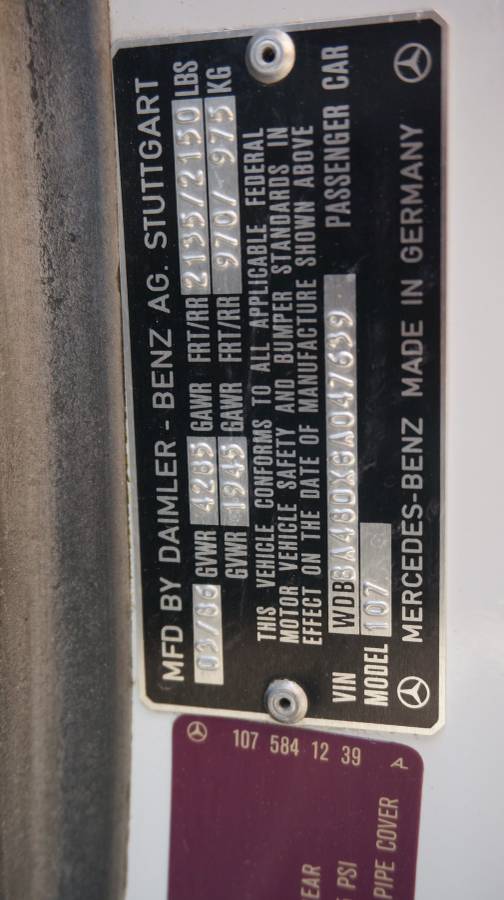 MFD BY DAIMLER - BENZ AG. STUTTGART
03/86 GVWR 4285 GAWR FRT/RR 2135/2150 LBS
GVWR 1945 GAWR FRT/RR 970/ 975 KG
THIS VEHICLE CONFORMS TO ALL APPLICABLE FEDERAL
MOTOR VEHICLE SAFETY AND BUMPER STANDARDS IN
EFFECT ON THE DATE OF MANUFACTURE SHOWN ABOVE
VIN WDBBA48DXGA047639 PASSENGER CAR
MODEL 107
MERCEDES-BENZ MADE IN GERMANY
107 584 12 39 A
EAR
PSI
PIPE COVER